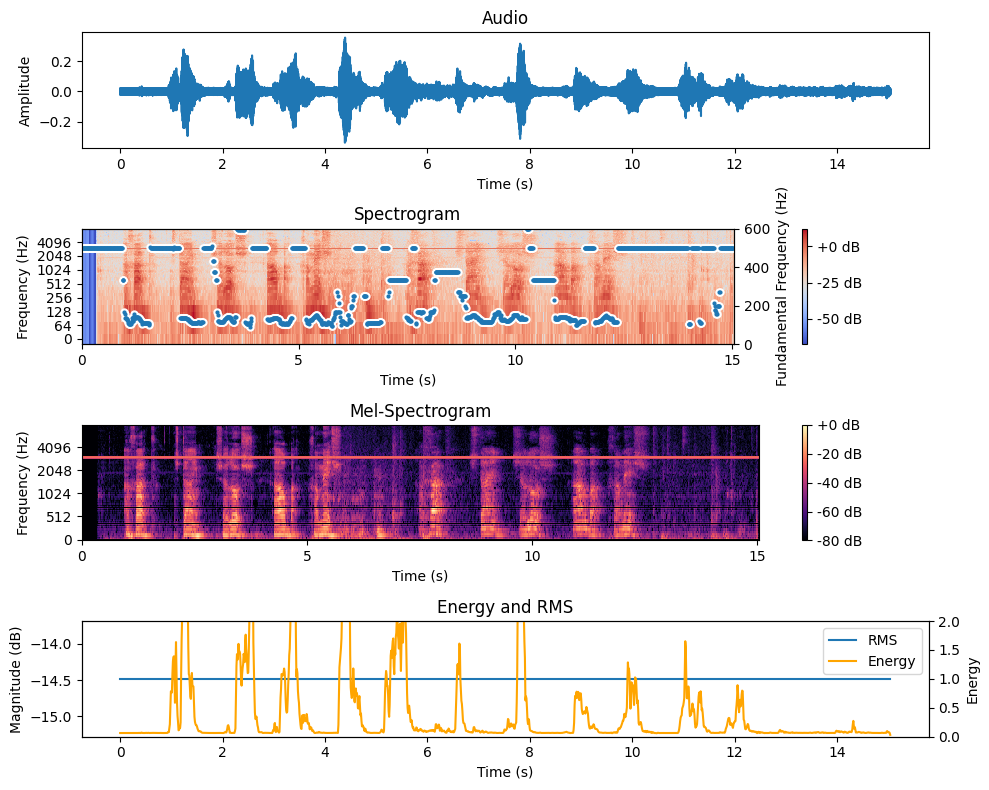 Audio
Amplitude
0.2
0.0
−0.2
0 2 4 6 8 10 12 14
Time (s)
Spectrogram
Frequency (Hz)
4096
2048
1024
512
256
128
64
0
600
400
200
0
Fundamental Frequency (Hz)
+0 dB
-25 dB
-50 dB
0 5 10 15
Time (s)
Mel-Spectrogram
Frequency (Hz)
4096
2048
1024
512
0
+0 dB
-20 dB
-40 dB
-60 dB
-80 dB
0 5 10 15
Time (s)
Energy and RMS
Magnitude (dB)
−14.0
−14.5
−15.0
RMS
Energy
2.0
1.5
1.0
0.5
0.0
Energy
0 2 4 6 8 10 12 14
Time (s)